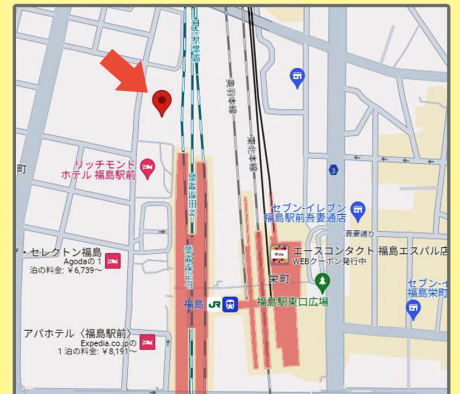 奥羽本線
東北本線
リッチモンド
ホテル 福島駅前
町
セブン-イレブン
福島駅前吾妻通店
吾妻通り
ザ・セレクトン福島
Agodaの1
泊の料金: ¥6,739~
エースコンタクト 福島エスパル店
WEBクーポン発行中
栄町
福島
JR
福島駅東口広場
セブン-イ
福島栄町
アパホテル〈福島駅前〉
Expedia.co.jpの
1 泊の料金: ¥8,191~